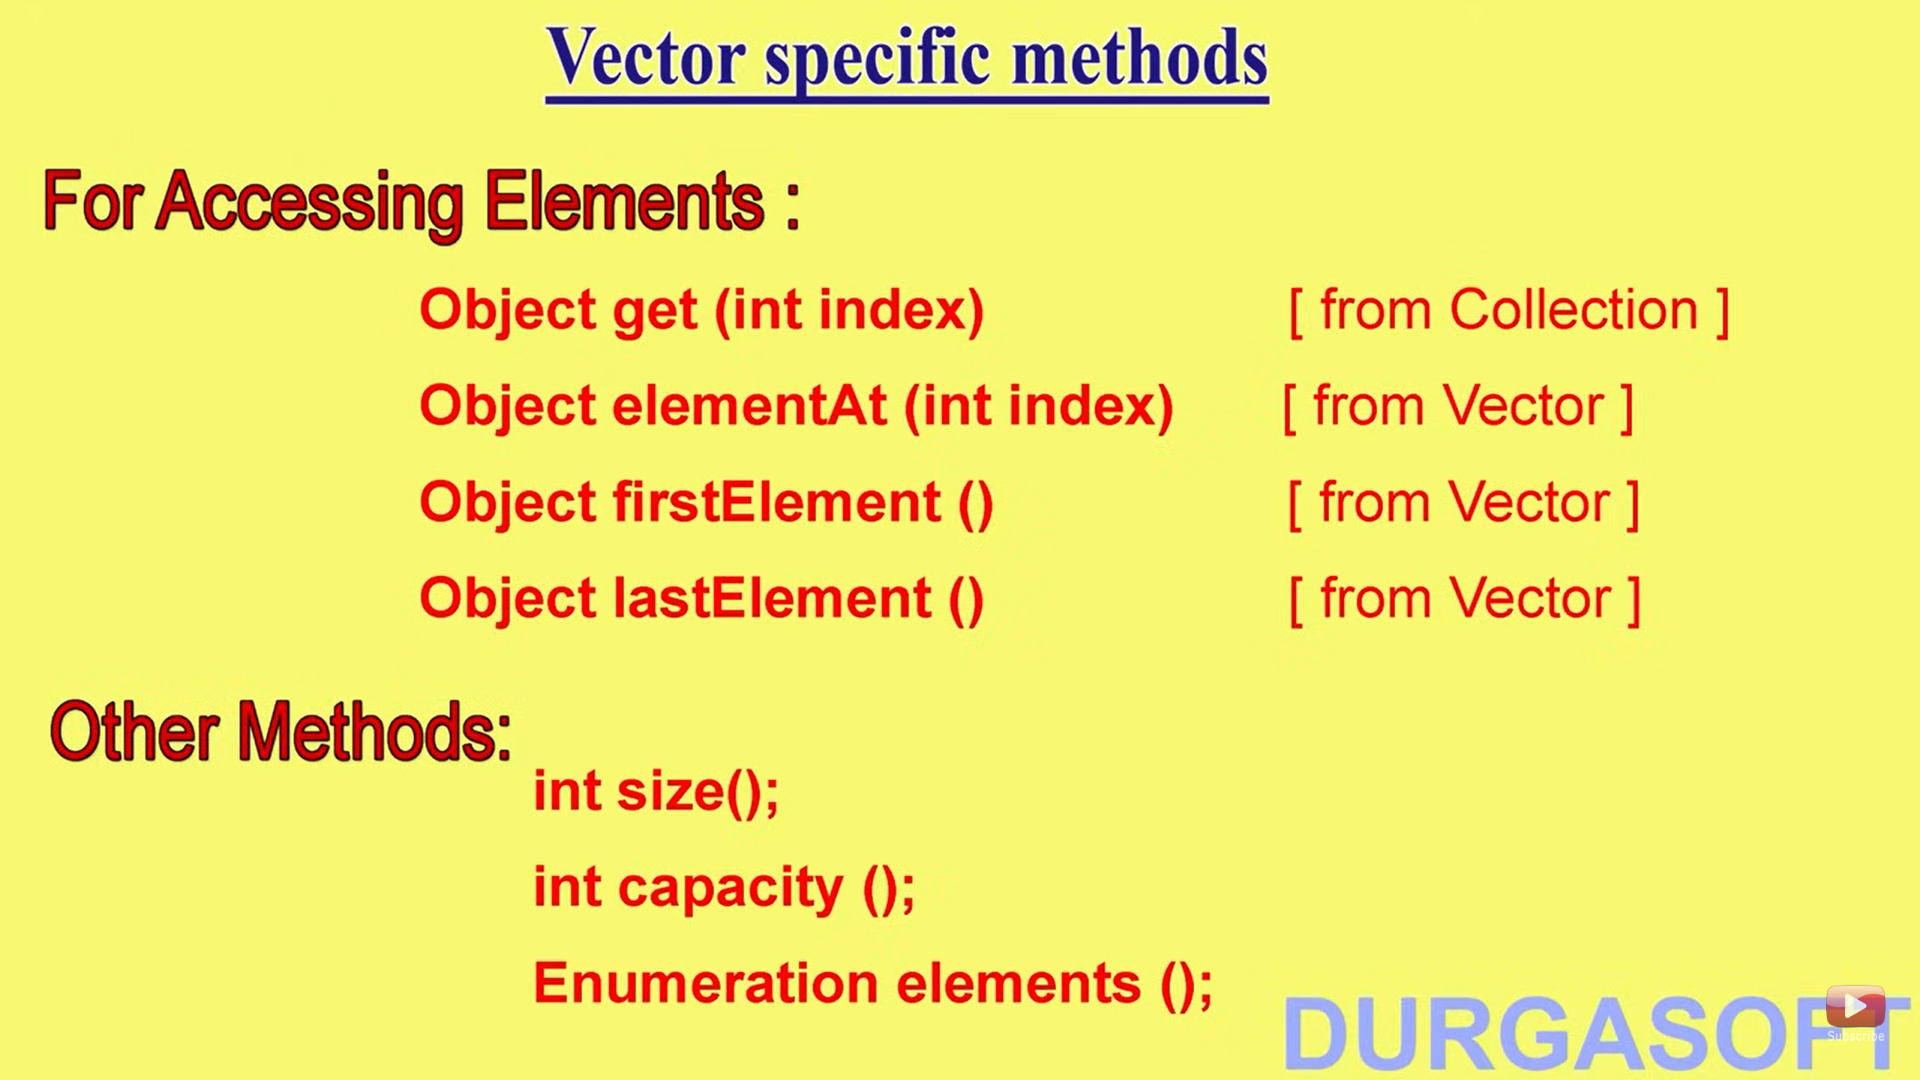 Vector specific methods
For Accessing Elements :
Object get (int index) [ from Collection ]
Object elementAt (int index) [ from Vector ]
Object firstElement () [ from Vector ]
Object lastElement () [ from Vector ]
Other Methods:
int size();
int capacity ();
Enumeration elements ();
DURGASOFT
Subscribe